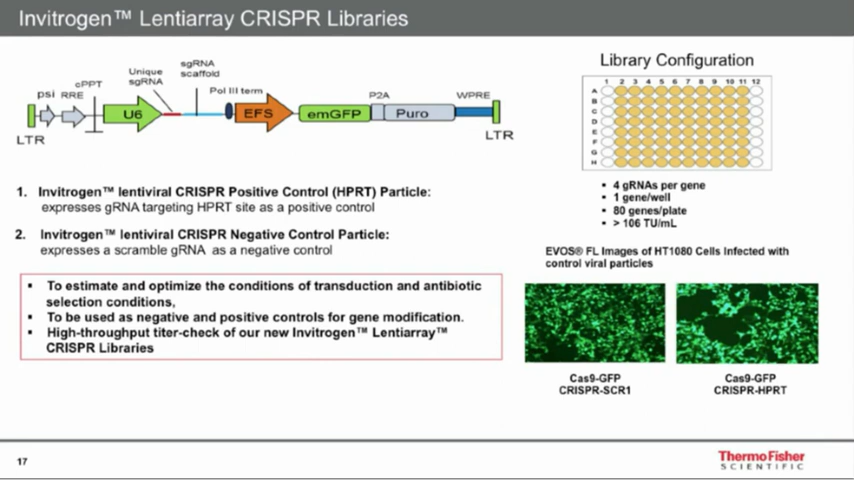 Invitrogen™ Lentiarray CRISPR Libraries
psi RRE cPPT Unique sgRNA sgRNA scaffold Pol III term P2A WPRE
U6 EFS emGFP Puro
LTR LTR
1. Invitrogen™ lentiviral CRISPR Positive Control (HPRT) Particle:
expresses gRNA targeting HPRT site as a positive control
2. Invitrogen™ lentiviral CRISPR Negative Control Particle:
expresses a scramble gRNA as a negative control
▪ To estimate and optimize the conditions of transduction and antibiotic
selection conditions,
▪ To be used as negative and positive controls for gene modification.
▪ High-throughput titer-check of our new Invitrogen™ Lentiarray™
CRISPR Libraries
Library Configuration
1 2 3 4 5 6 7 8 9 10 11 12
A
B
C
D
E
F
G
H
▪ 4 gRNAs per gene
▪ 1 gene/well
▪ 80 genes/plate
▪ > 106 TU/mL
EVOS® FL Images of HT1080 Cells Infected with
control viral particles
Cas9-GFP
CRISPR-SCR1
Cas9-GFP
CRISPR-HPRT
17
ThermoFisher
SCIENTIFIC